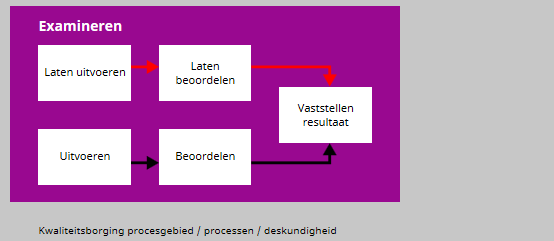 Examineren
Laten uitvoeren
Laten
beoordelen
Vaststellen
resultaat
Uitvoeren
Beoordelen
Kwaliteitsborging procesgebied / processen / deskundigheid